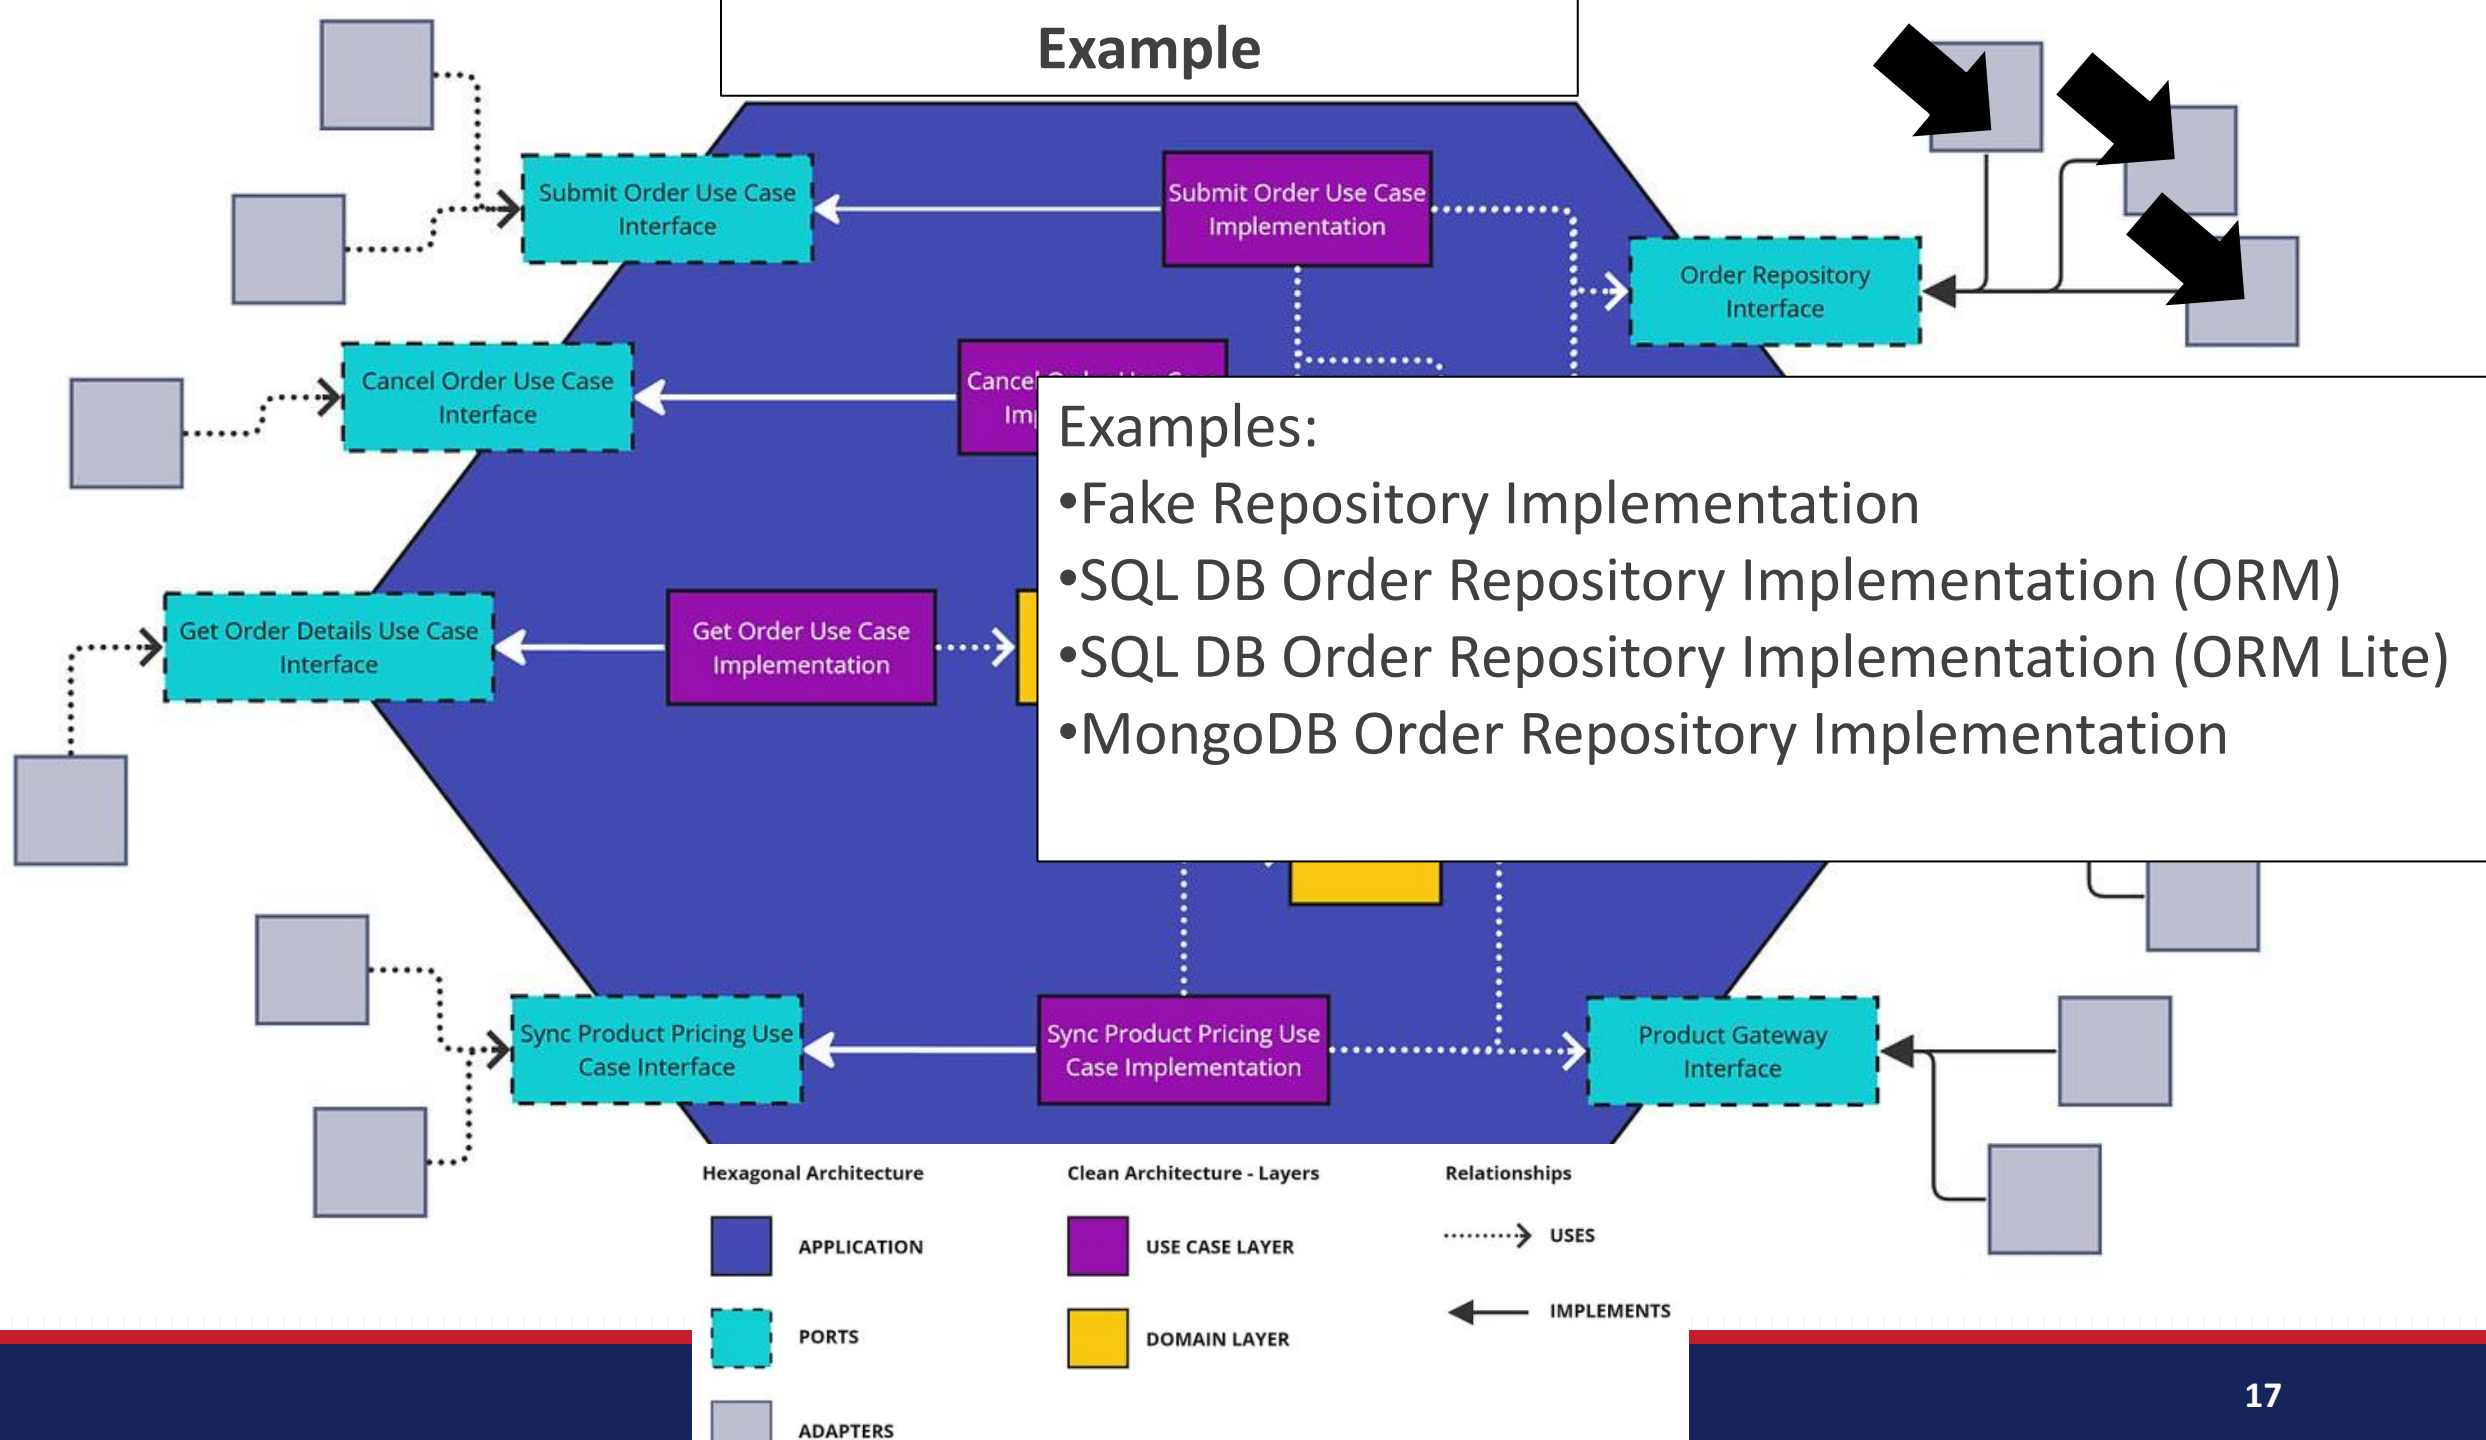 Example
Submit Order Use Case
Interface
Submit Order Use Case
Implementation
Order Repository
Interface
Cancel Order Use Case
Interface
Examples:
•Fake Repository Implementation
•SQL DB Order Repository Implementation (ORM)
•SQL DB Order Repository Implementation (ORM Lite)
•MongoDB Order Repository Implementation
Get Order Details Use Case
Interface
Get Order Use Case
Implementation
Sync Product Pricing Use
Case Interface
Sync Product Pricing Use
Case Implementation
Product Gateway
Interface
Hexagonal Architecture
APPLICATION
PORTS
ADAPTERS
Clean Architecture - Layers
USE CASE LAYER
DOMAIN LAYER
Relationships
USES
IMPLEMENTS
17